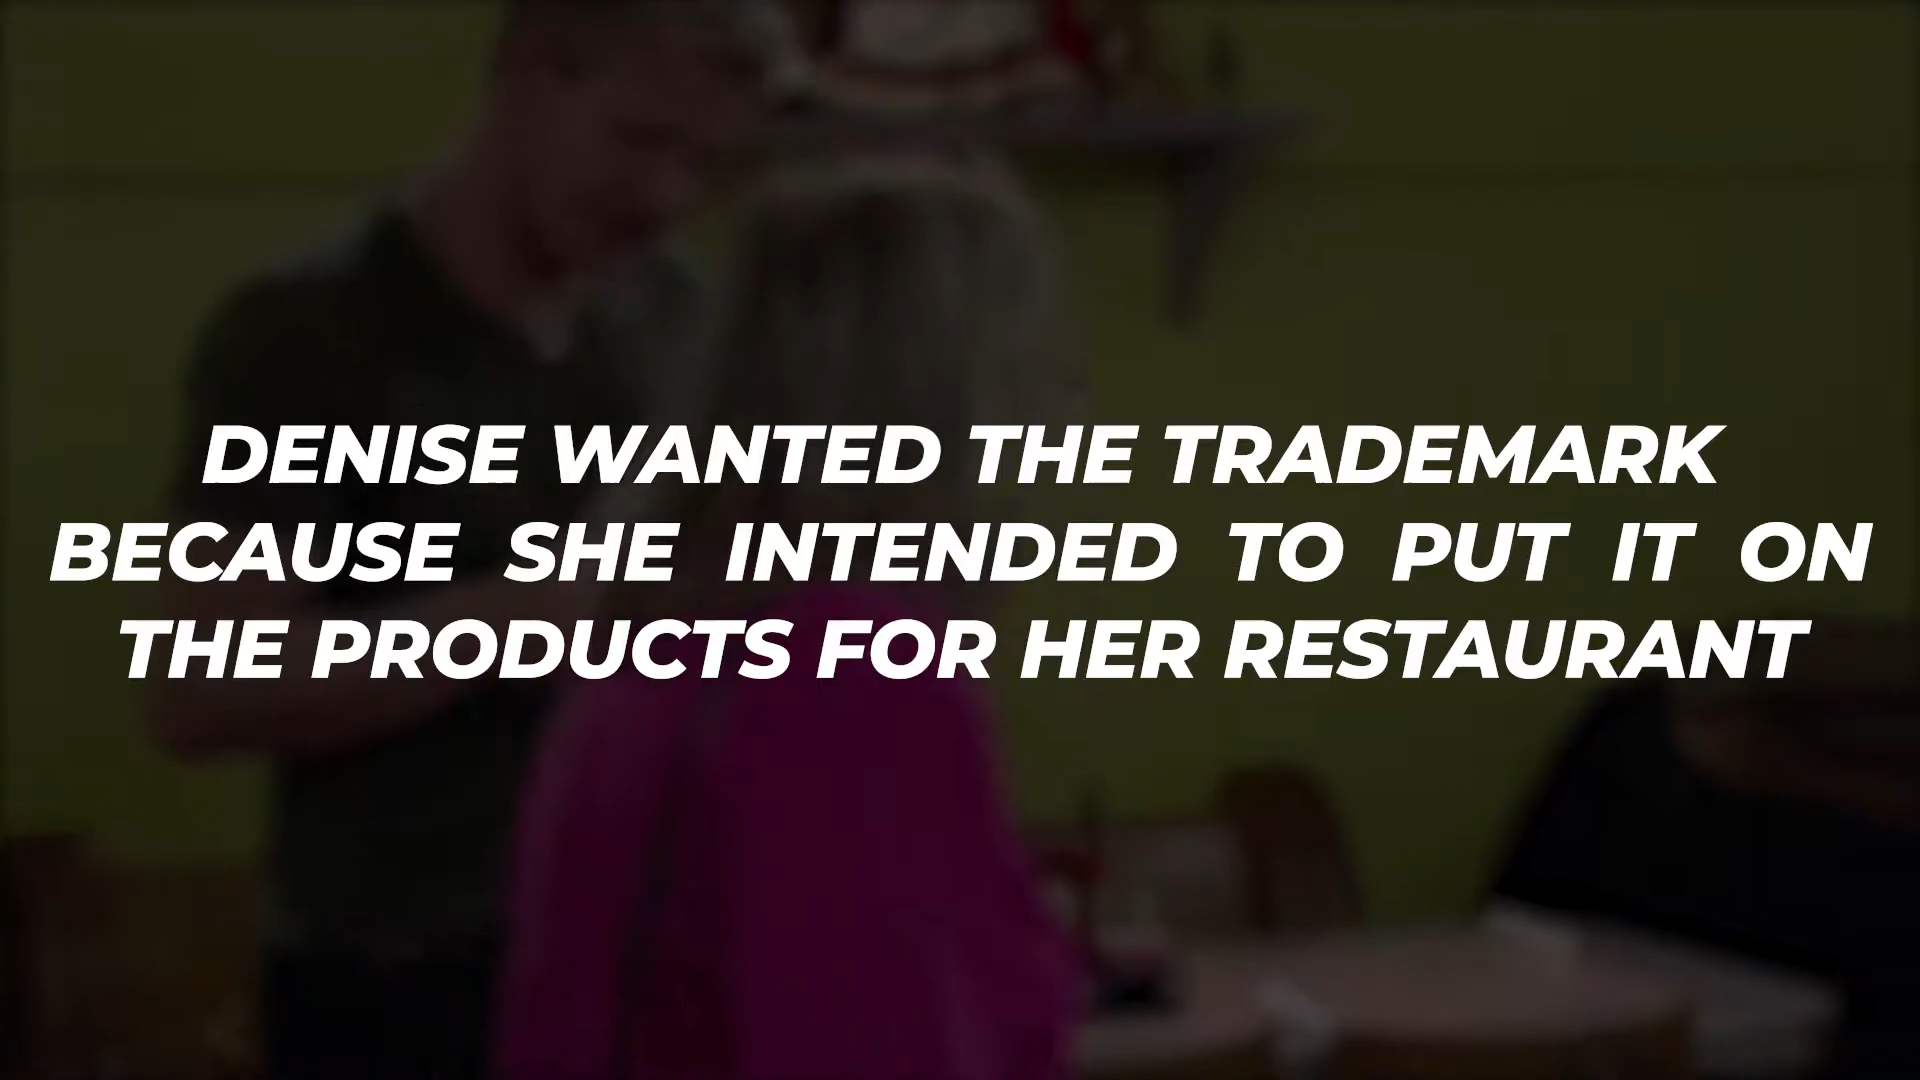 DENISE WANTED THE TRADEMARK
BECAUSE SHE INTENDED TO PUT IT ON
THE PRODUCTS FOR HER RESTAURANT